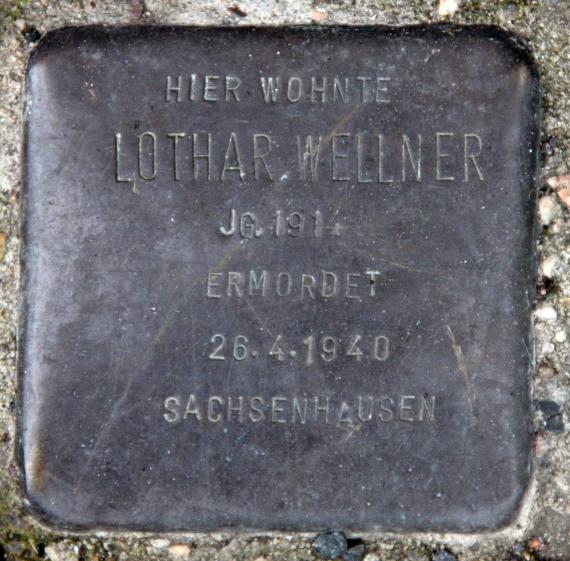 HIER WOHNTE
LOTHAR WELLNER
JG. 1914
ERMORDET
26.4.1940
SACHSENHAUSEN